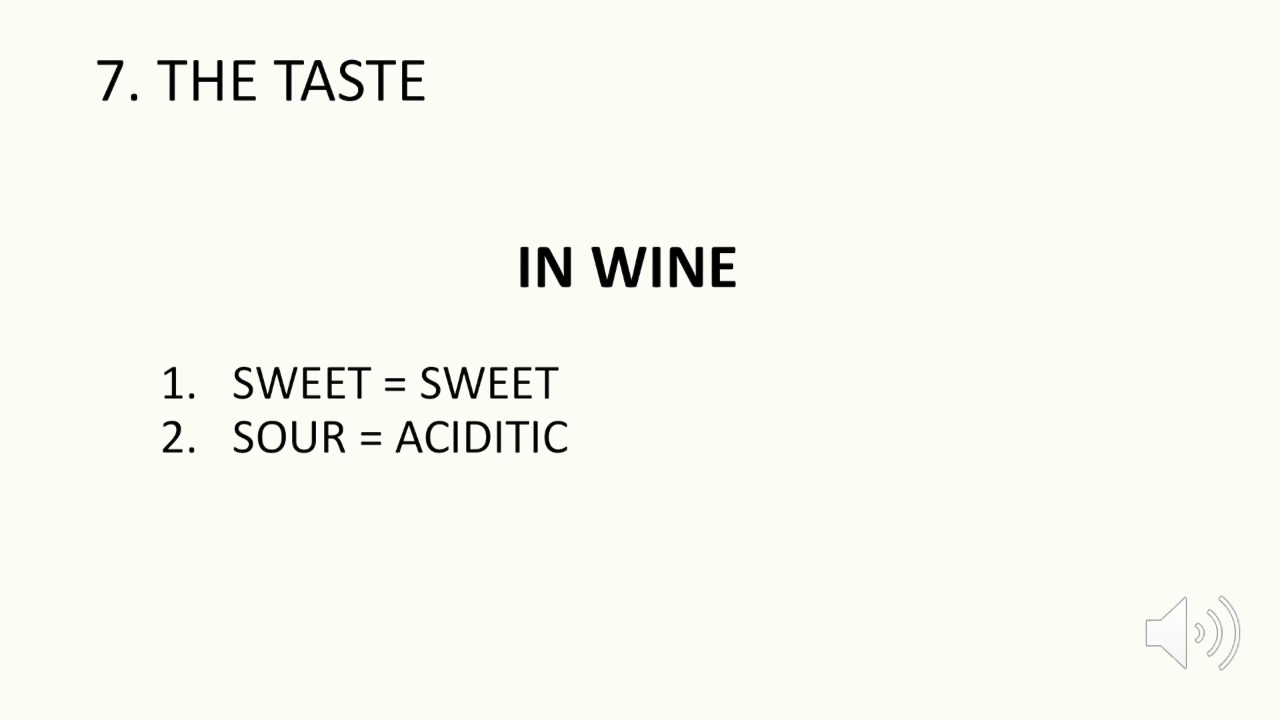 7. THE TASTE
IN WINE
1. SWEET = SWEET
2. SOUR = ACIDITIC